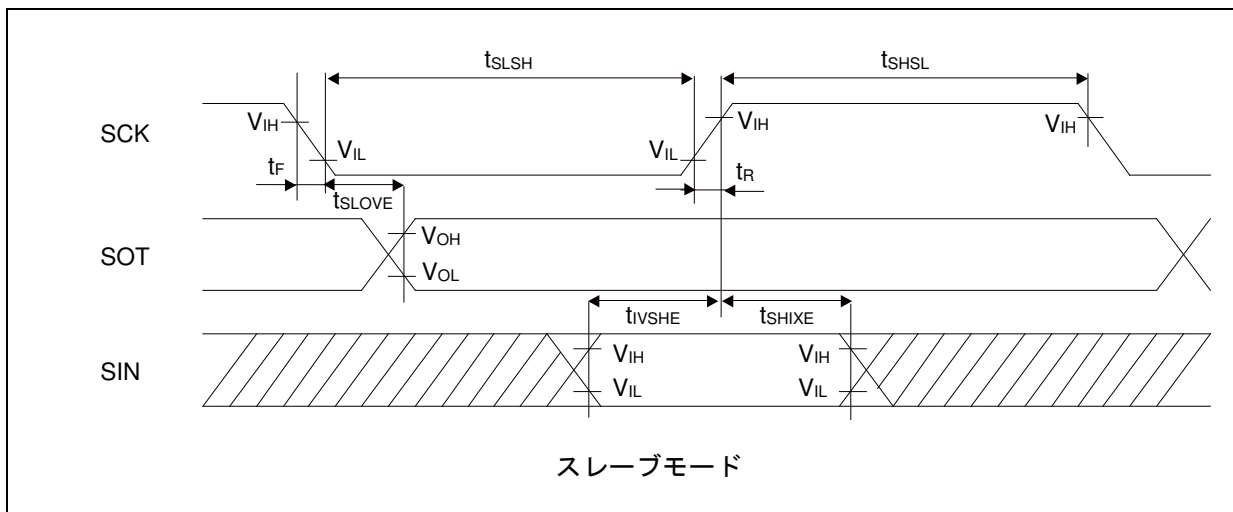 tSLSH
tSHSL
SCK
VIH
VIL
VIL
VIH
VIH
tF
tSLOVE
tR
SOT
VOH
VOL
tIVSHE
tSHIXE
SIN
VIH
VIL
VIH
VIL
スレーブモード